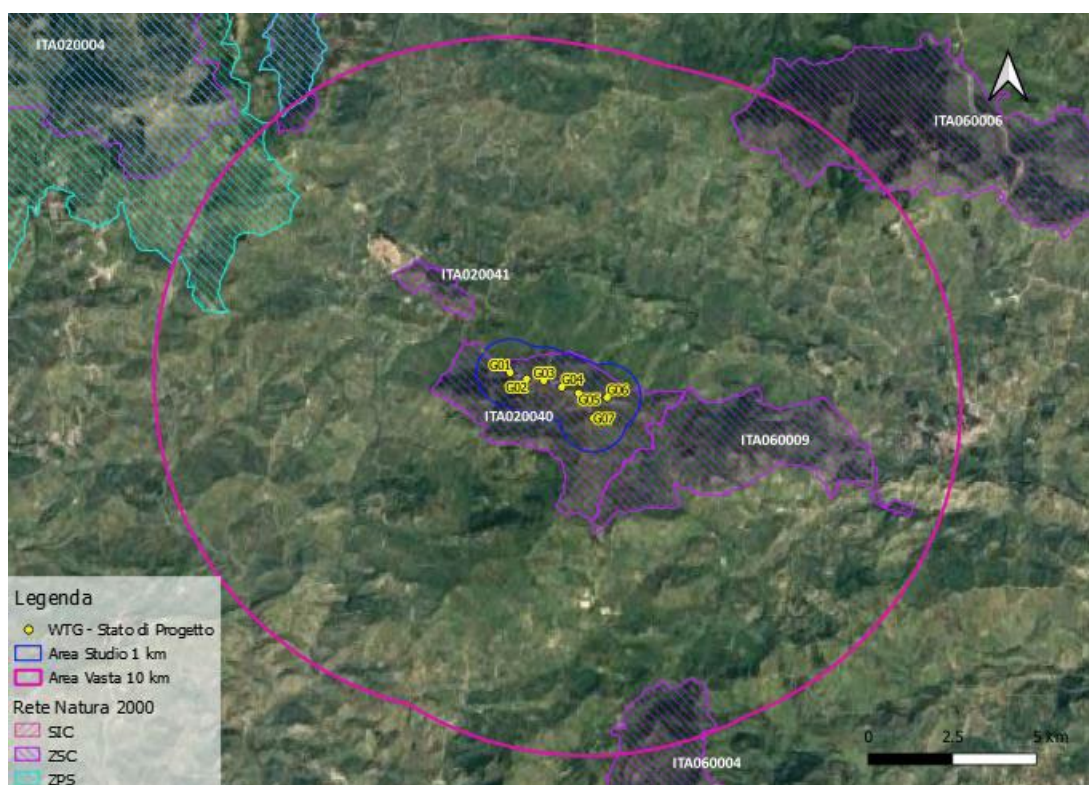 ITA020004
ITA060006
ITA020041
G01
G02
G03
G04
G05
G06
G07
ITA020040
ITA060009
ITA060004
Legenda
WTG - Stato di Progetto
Area Studio 1 km
Area Vasta 10 km
Rete Natura 2000
SIC
ZSC
ZPS
0 2.5 5 km